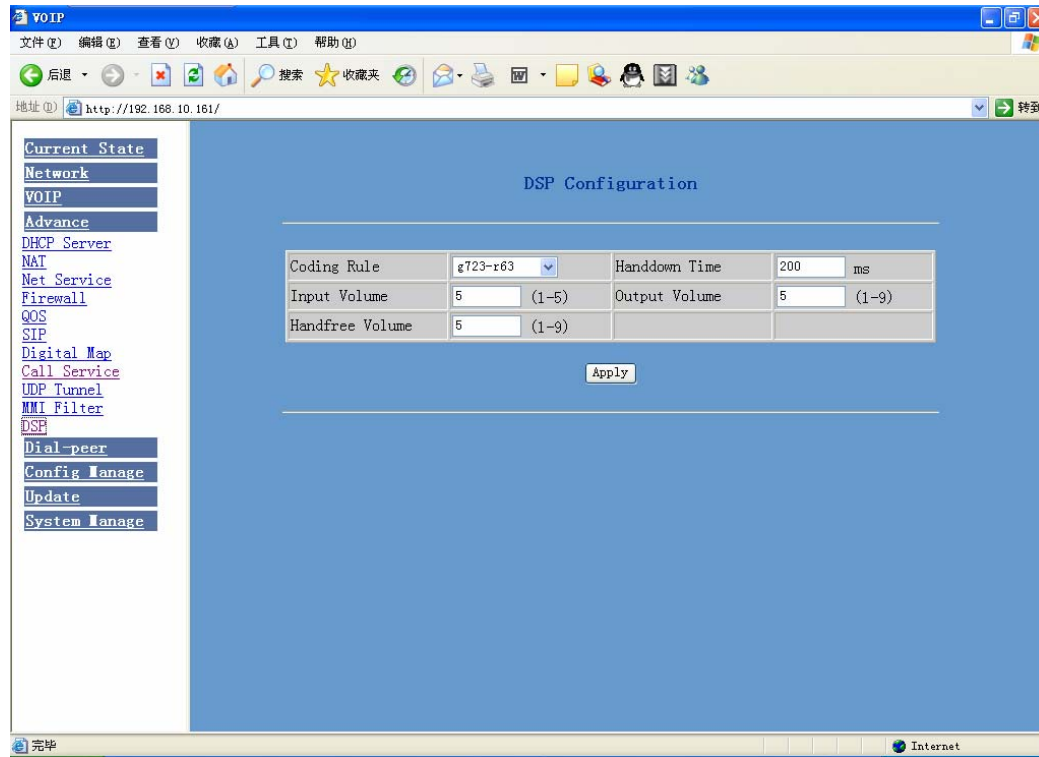 VOIP
文件(F) 编辑(E) 查看(V) 收藏(A) 工具(T) 帮助(H)
后退 搜索 收藏夹
地址(D) http://192.168.10.161/ 转到
Current State
Network
VOIP
Advance
DHCP Server
NAT
Net Service
Firewall
QOS
SIP
Digital Map
Call Service
UDP Tunnel
MMI Filter
DSP
Dial-peer
Config Manage
Update
System Manage
DSP Configuration
Coding Rule g723-r63 Handdown Time 200 ms
Input Volume 5 (1-5) Output Volume 5 (1-9)
Handfree Volume 5 (1-9)
Apply
完毕 Internet